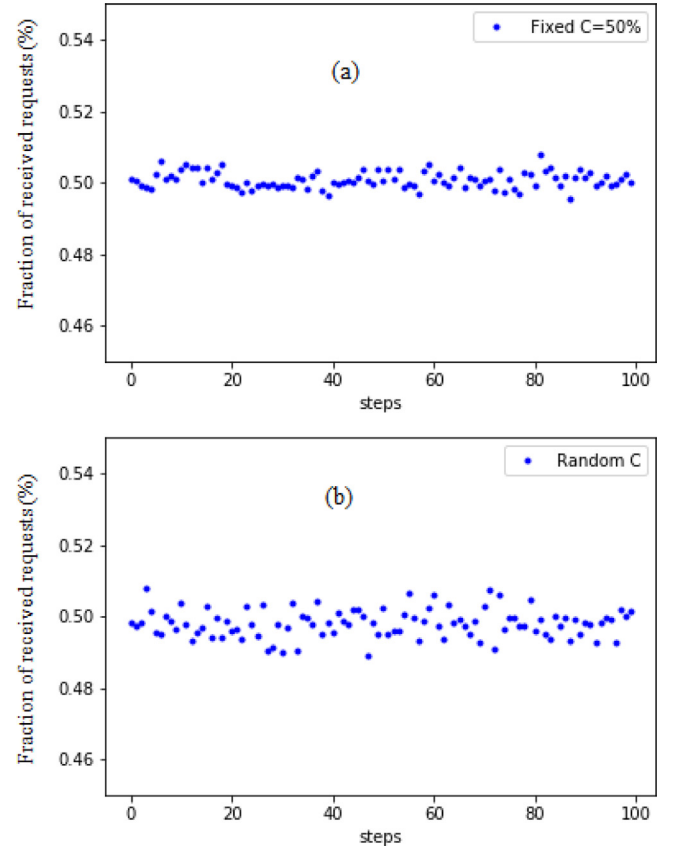 Fixed C=50%
(a)
Fraction of received requests (%)
0.54
0.52
0.50
0.48
0.46
0
20
40
60
80
100
steps
Random C
(b)
Fraction of received requests (%)
0.54
0.52
0.50
0.48
0.46
0
20
40
60
80
100
steps